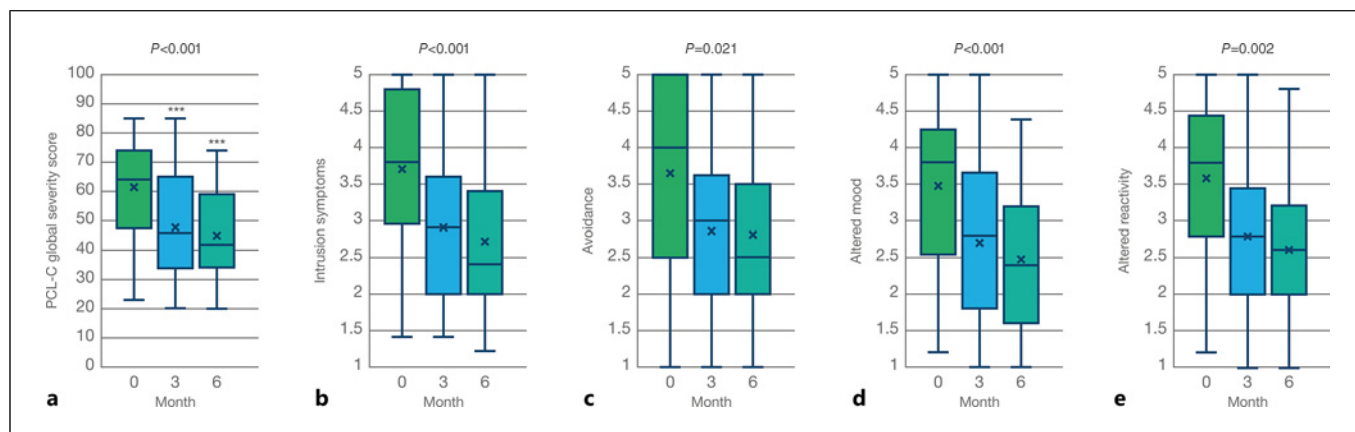 P<0.001
100
90
80
70
60
50
40
30
20
10
0
PCL-C global severity score
***
***
0 3 6
Month
a
P<0.001
5
4.5
4
3.5
3
2.5
2
1.5
1
Intrusion symptoms
0 3 6
Month
b
P=0.021
5
4.5
4
3.5
3
2.5
2
1.5
1
Avoidance
0 3 6
Month
c
P<0.001
5
4.5
4
3.5
3
2.5
2
1.5
1
Altered mood
0 3 6
Month
d
P=0.002
5
4.5
4
3.5
3
2.5
2
1.5
1
Altered reactivity
0 3 6
Month
e